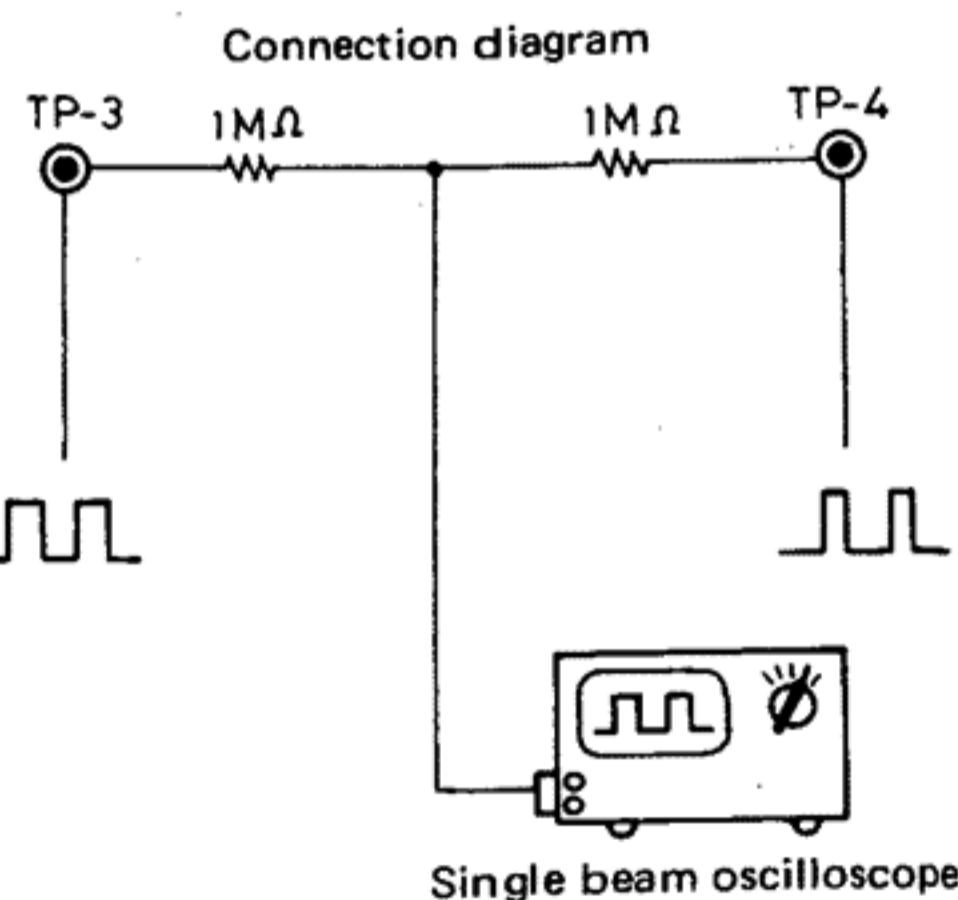 Connection diagram
TP-3
1MΩ
1MΩ
TP-4
Single beam oscilloscope